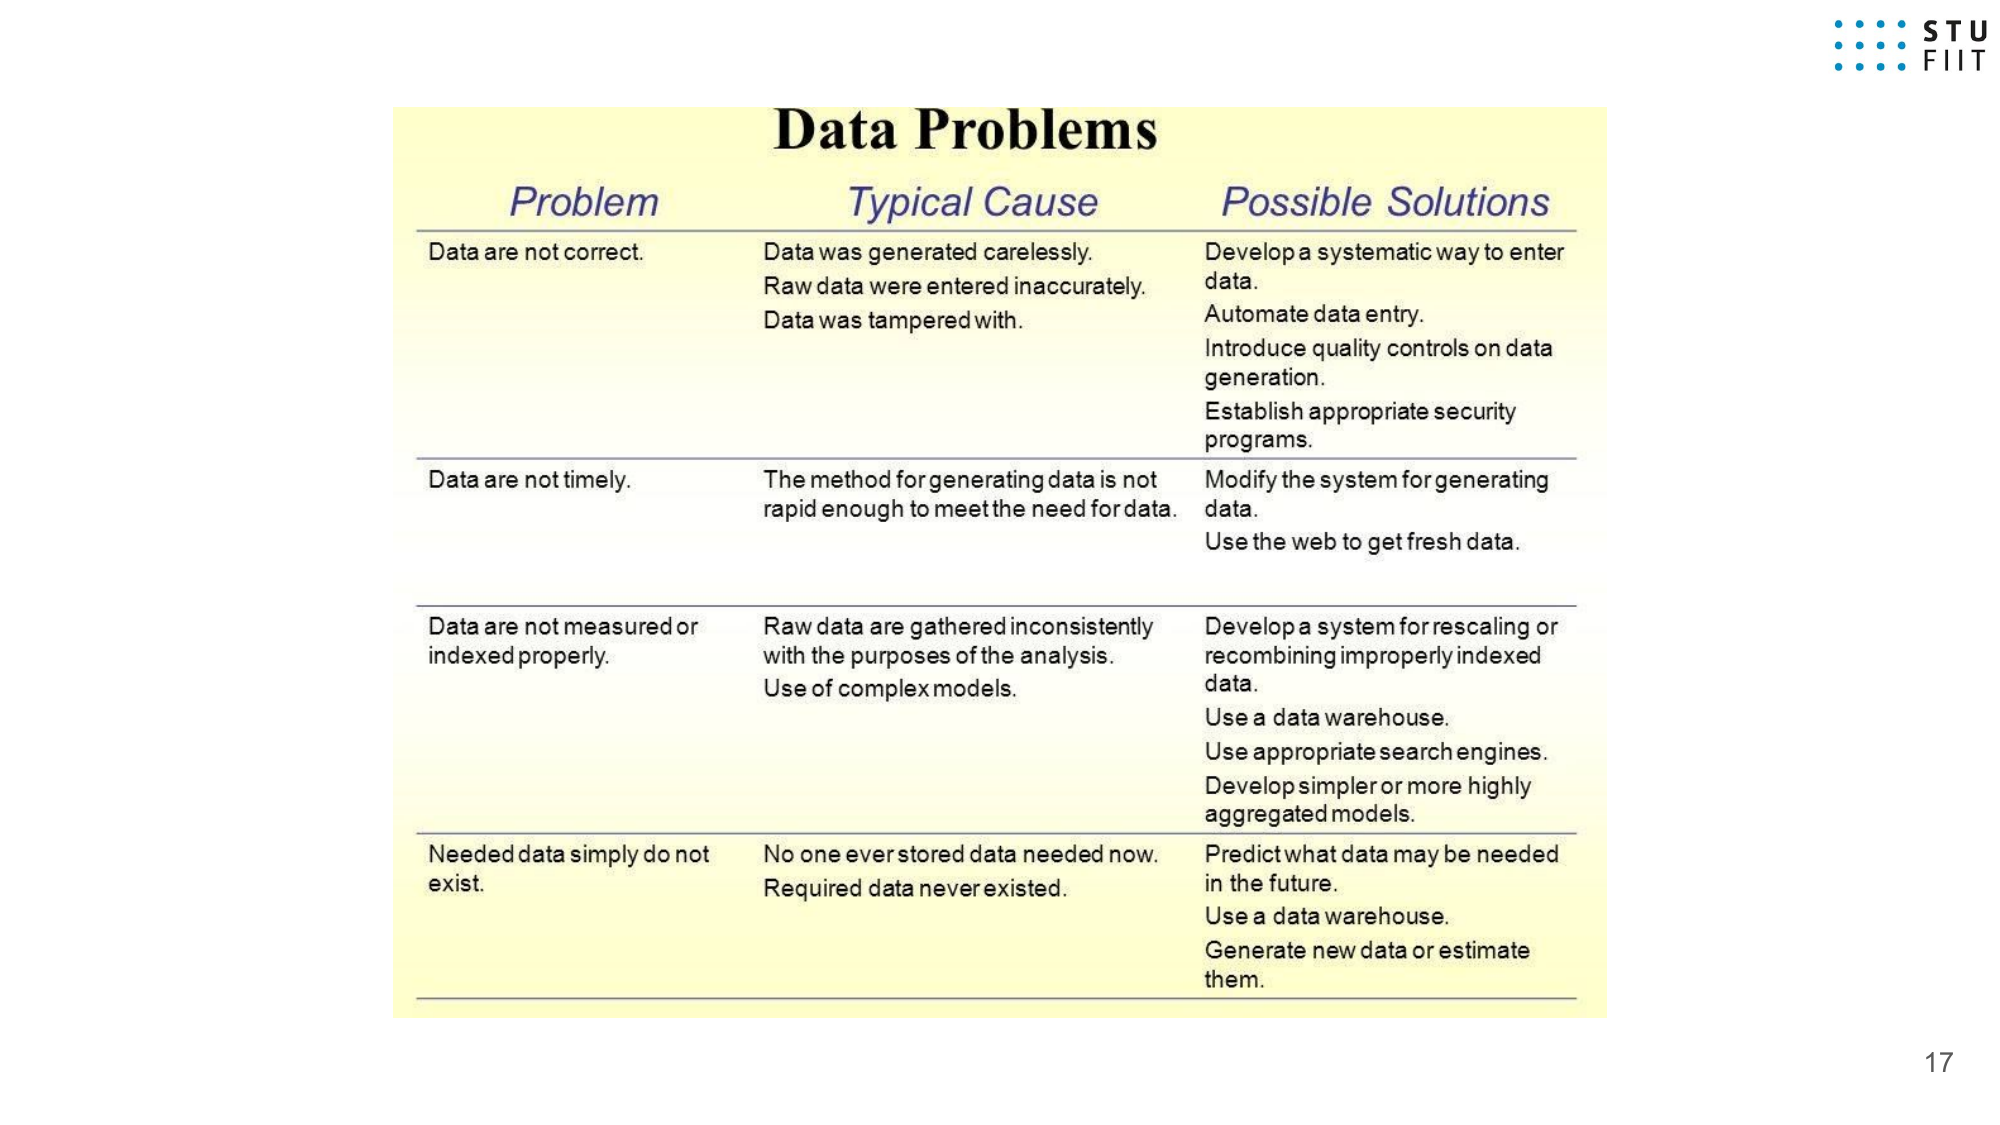 STU
FIIT
Data Problems
Problem Typical Cause Possible Solutions
Data are not correct.
Data was generated carelessly.
Raw data were entered inaccurately.
Data was tampered with.
Develop a systematic way to enter
data.
Automate data entry.
Introduce quality controls on data
generation.
Establish appropriate security
programs.
Data are not timely.
The method for generating data is not
rapid enough to meet the need for data.
Modify the system for generating
data.
Use the web to get fresh data.
Data are not measured or
indexed properly.
Raw data are gathered inconsistently
with the purposes of the analysis.
Use of complex models.
Develop a system for rescaling or
recombining improperly indexed
data.
Use a data warehouse.
Use appropriate search engines.
Develop simpler or more highly
aggregated models.
Needed data simply do not
exist.
No one ever stored data needed now.
Required data never existed.
Predict what data may be needed
in the future.
Use a data warehouse.
Generate new data or estimate
them.
17